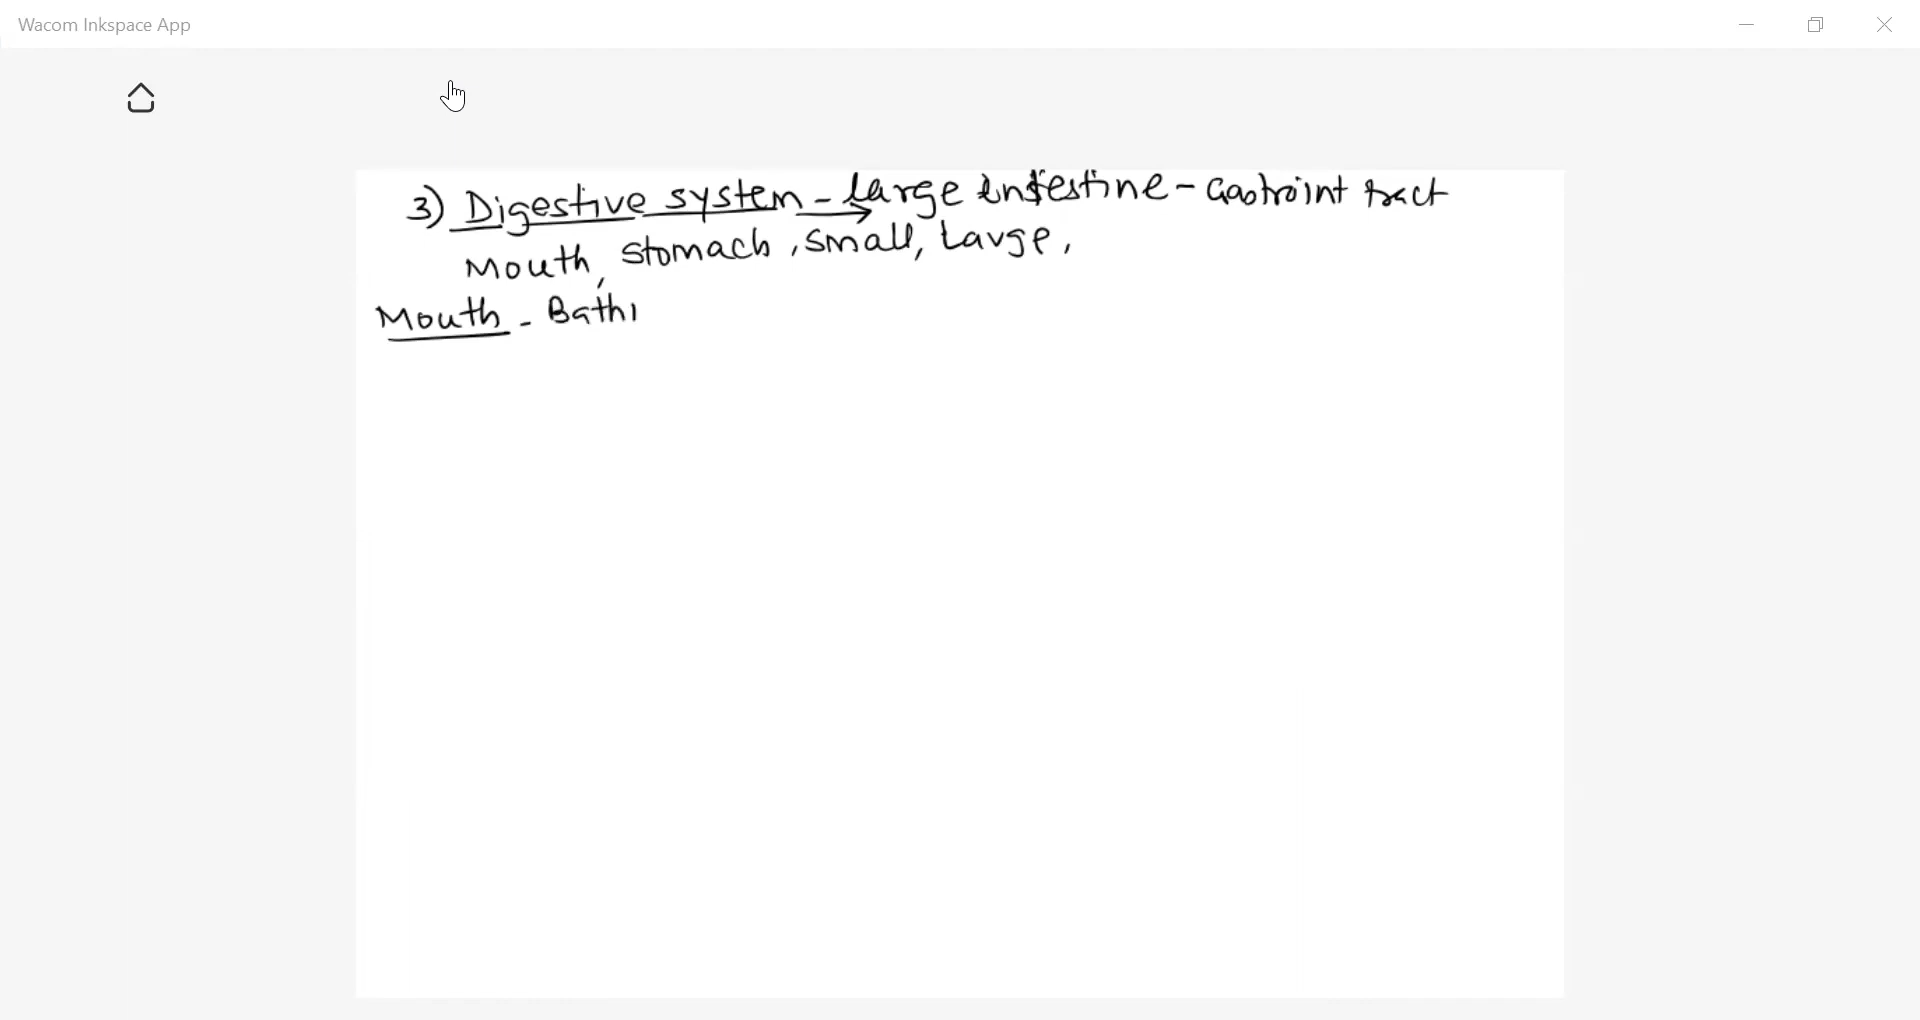 Wacom Inkspace App
3) Digestive system - large intestine - Gastroint tract
Mouth, stomach, small, Large,
Mouth - Bathi